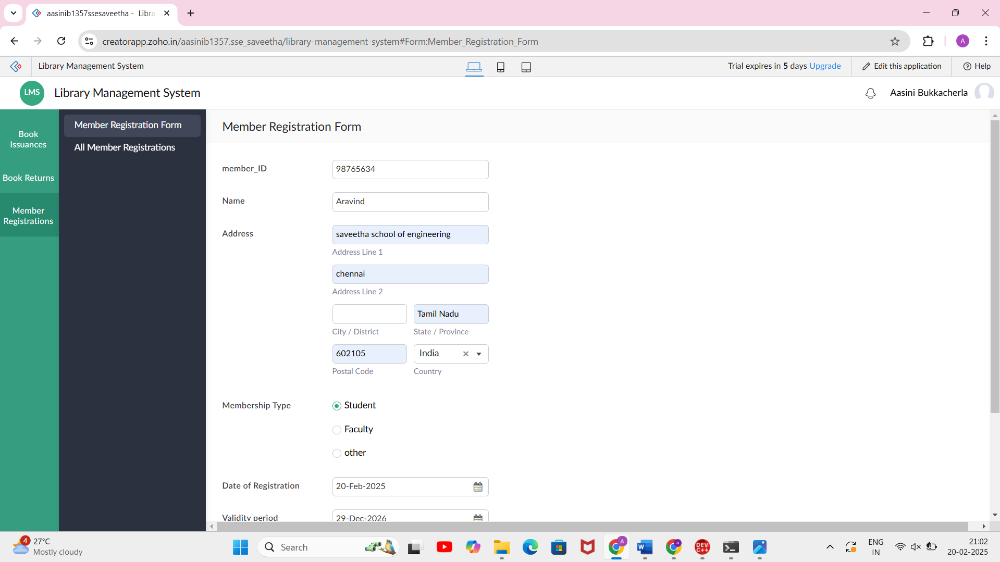 aasinib1357ssesaveetha - Libra
creatorapp.zoho.in/aasinib1357.sse_saveetha/library-management-system#Form:Member_Registration_Form
A
Library Management System
Trial expires in 5 days Upgrade
Edit this application
Help
LMS
Library Management System
Aasini Bukkacherla
Book
Issuances
Book Returns
Member
Registrations
Member Registration Form
All Member Registrations
Member Registration Form
member_ID
98765634
Name
Aravind
Address
saveetha school of engineering
Address Line 1
chennai
Address Line 2
Tamil Nadu
City / District
State / Province
602105
India
Postal Code
Country
Membership Type
Student
Faculty
other
Date of Registration
20-Feb-2025
Validity period
29-Dec-2026
4
27°C
Mostly cloudy
Search
A
W
a
DEV
C++
ENG
IN
21:02
20-02-2025